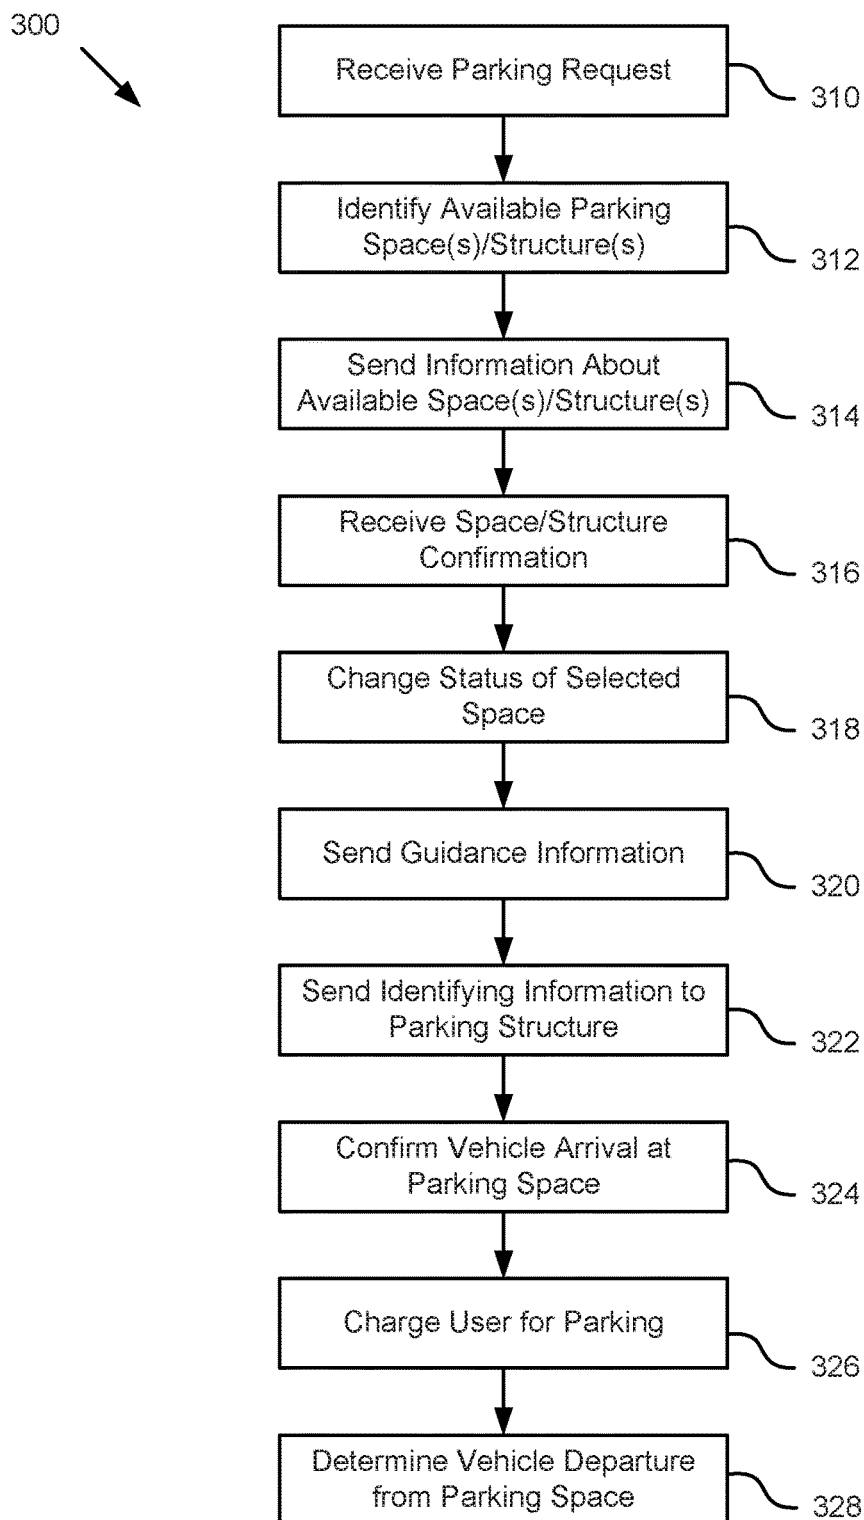 300
Receive Parking Request
310
Identify Available Parking
Space(s)/Structure(s)
312
Send Information About
Available Space(s)/Structure(s)
314
Receive Space/Structure
Confirmation
316
Change Status of Selected
Space
318
Send Guidance Information
320
Send Identifying Information to
Parking Structure
322
Confirm Vehicle Arrival at
Parking Space
324
Charge User for Parking
326
Determine Vehicle Departure
from Parking Space
328